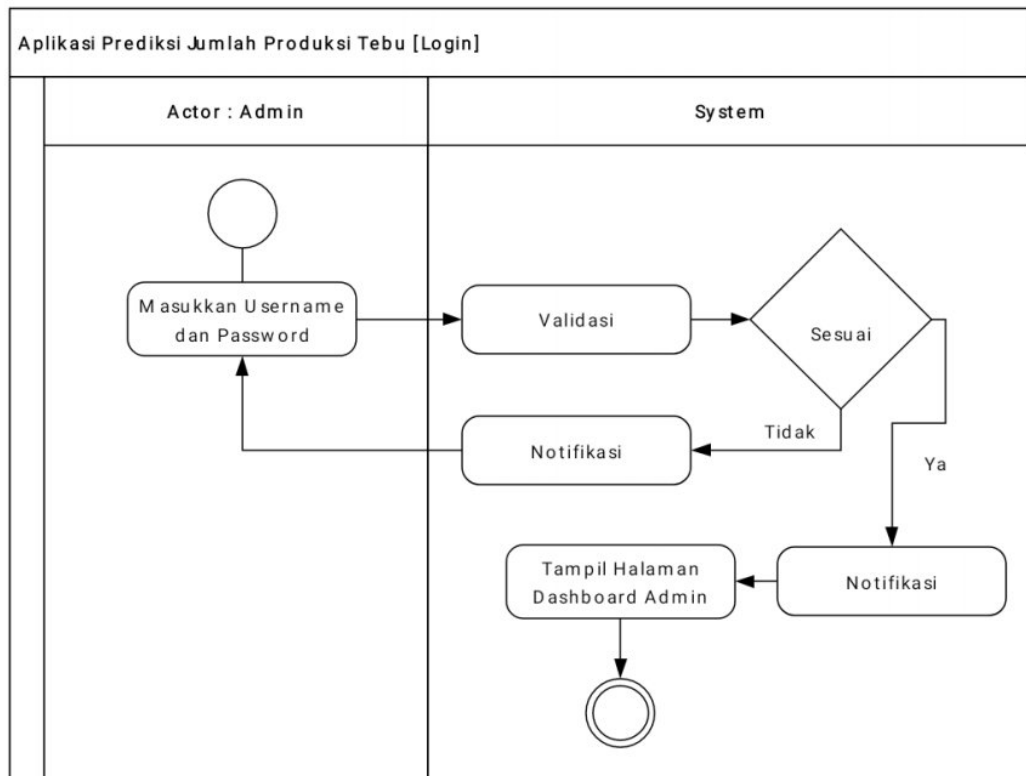 Aplikasi Prediksi Jumlah Produksi Tebu [Login]
Actor : Admin
System
Masukkan Username
dan Password
Validasi
Sesuai
Tidak
Notifikasi
Ya
Tampil Halaman
Dashboard Admin
Notifikasi